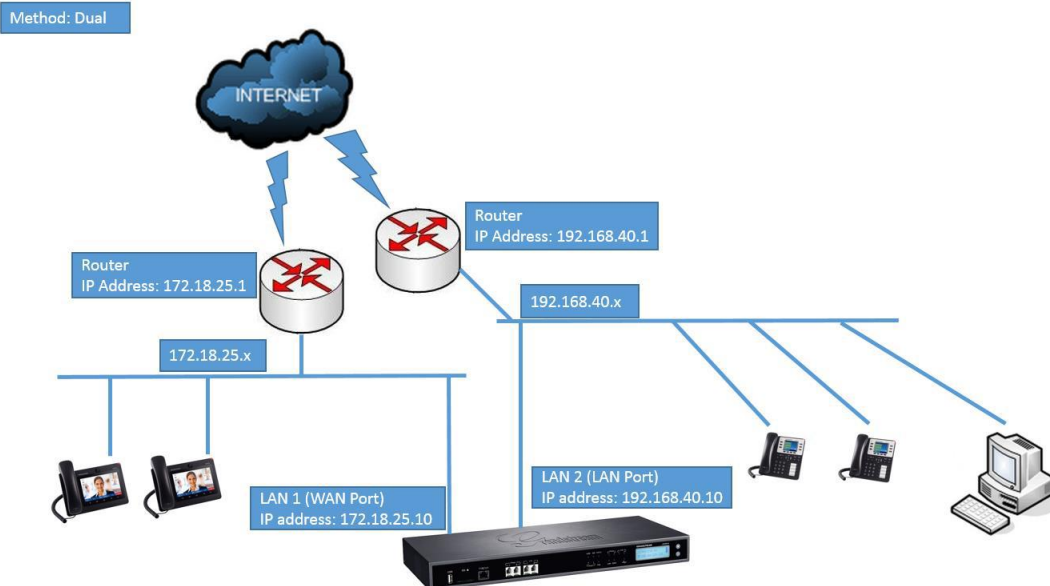 Method: Dual
INTERNET
Router
IP Address: 192.168.40.1
Router
IP Address: 172.18.25.1
192.168.40.x
172.18.25.x
LAN 2 (LAN Port)
IP address: 192.168.40.10
LAN 1 (WAN Port)
IP address: 172.18.25.10